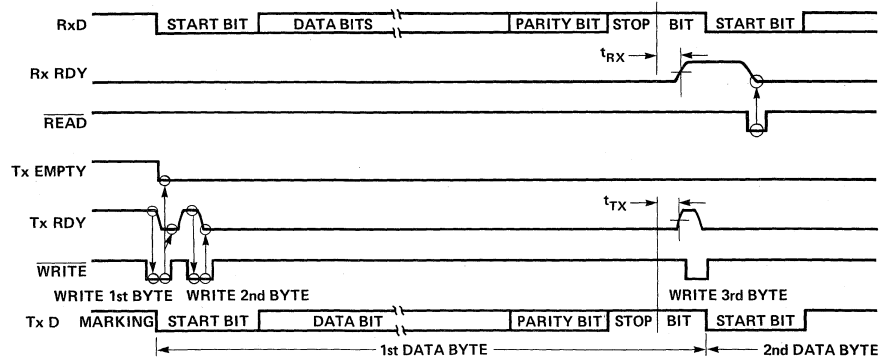 RxD START BIT DATA BITS PARITY BIT STOP BIT START BIT
tRX
Rx RDY
READ
Tx EMPTY
tTX
Tx RDY
WRITE
WRITE 1st BYTE WRITE 2nd BYTE WRITE 3rd BYTE
Tx D MARKING START BIT DATA BIT PARITY BIT STOP BIT START BIT
1st DATA BYTE 2nd DATA BYTE